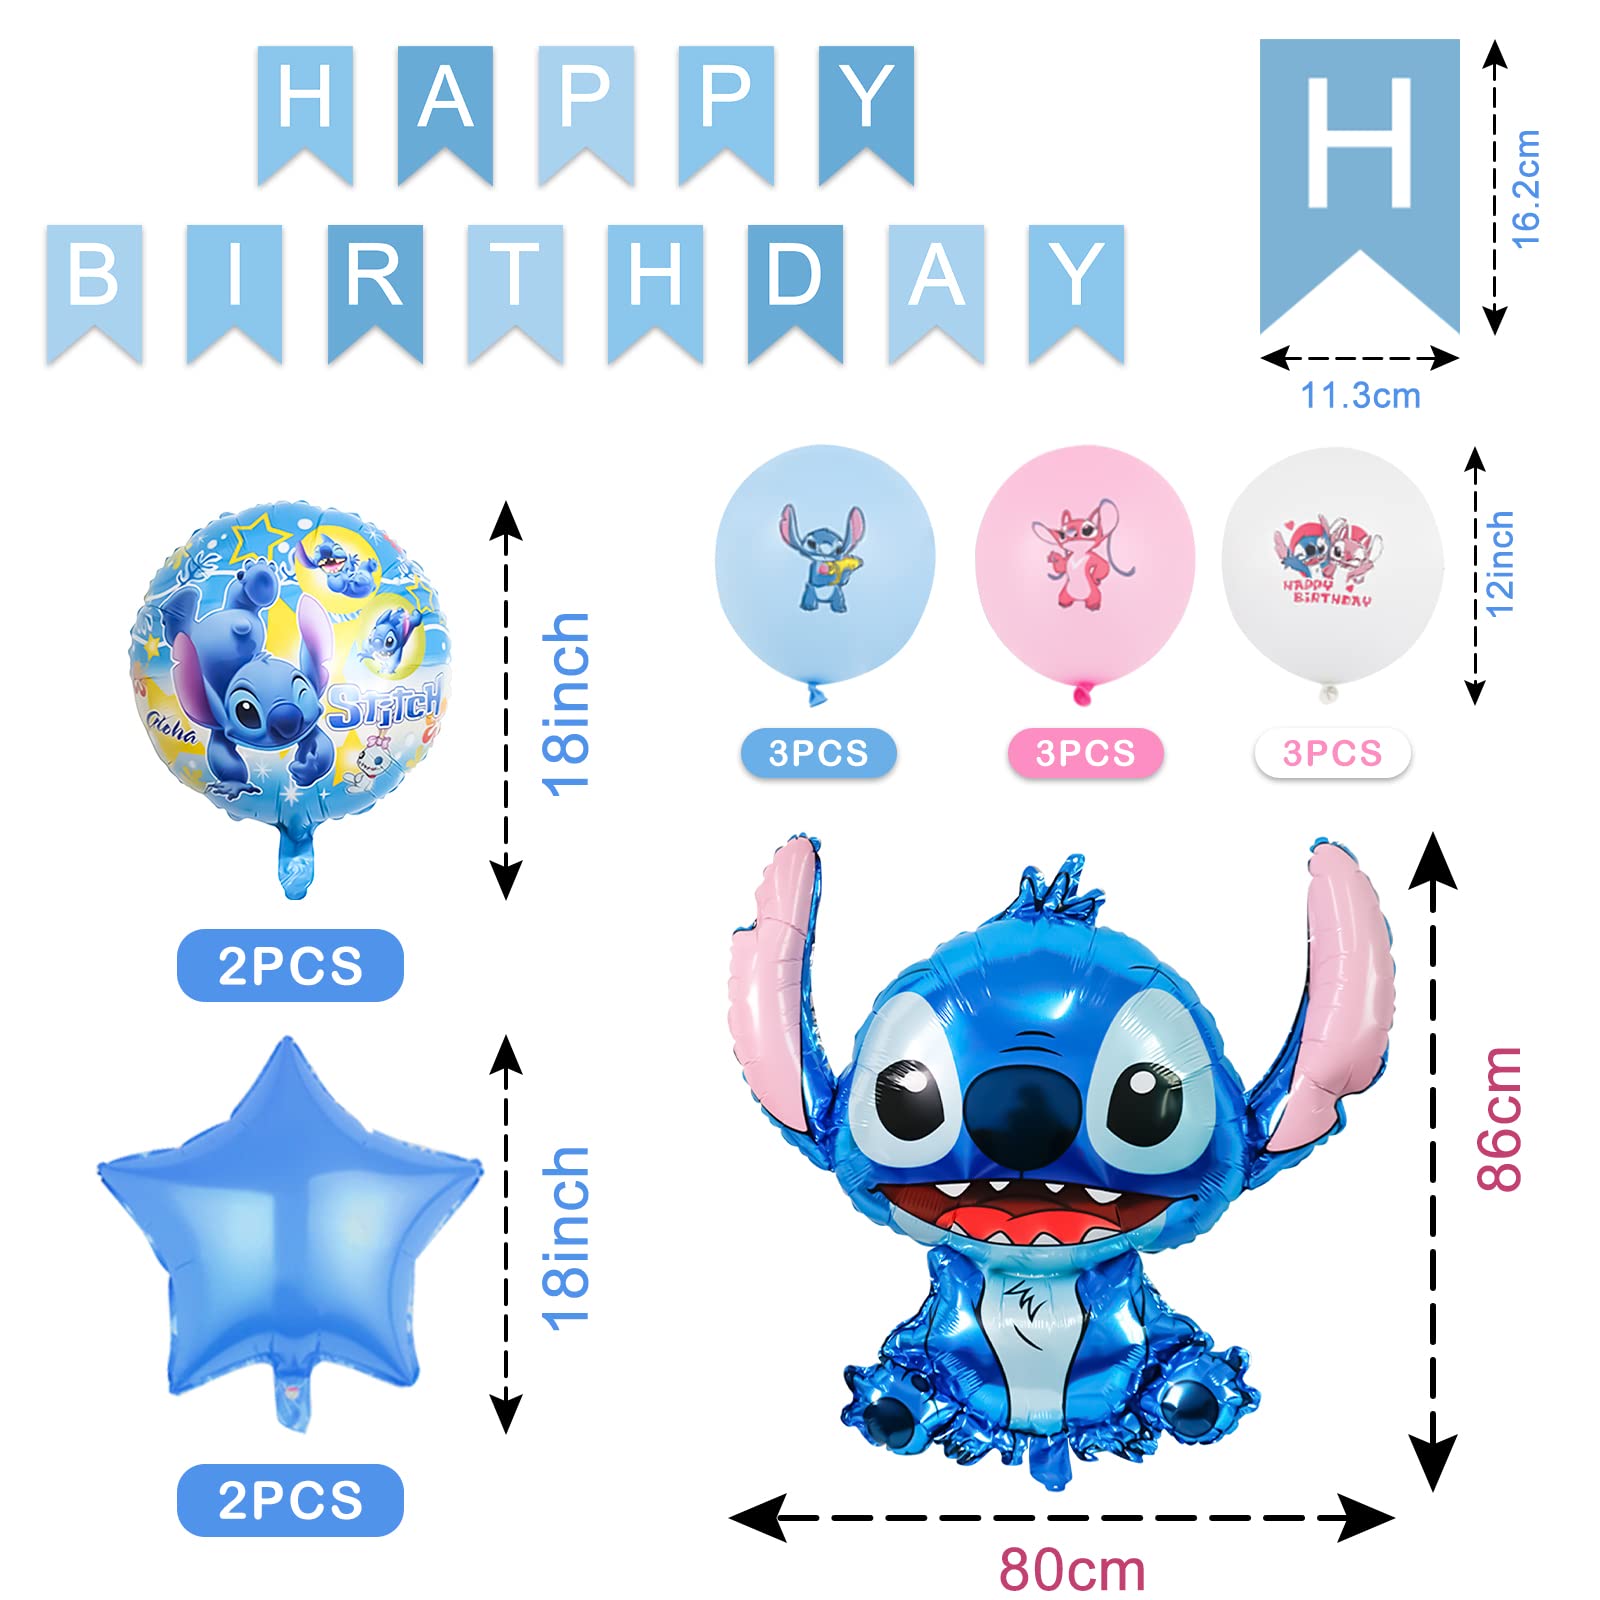 HAPPY
BIRTHDAY
H
16.2cm
11.3cm
Aloha
STITCH
18inch
2PCS
HAPPY
BIRTHDAY
12inch
3PCS
3PCS
3PCS
18inch
2PCS
86cm
80cm